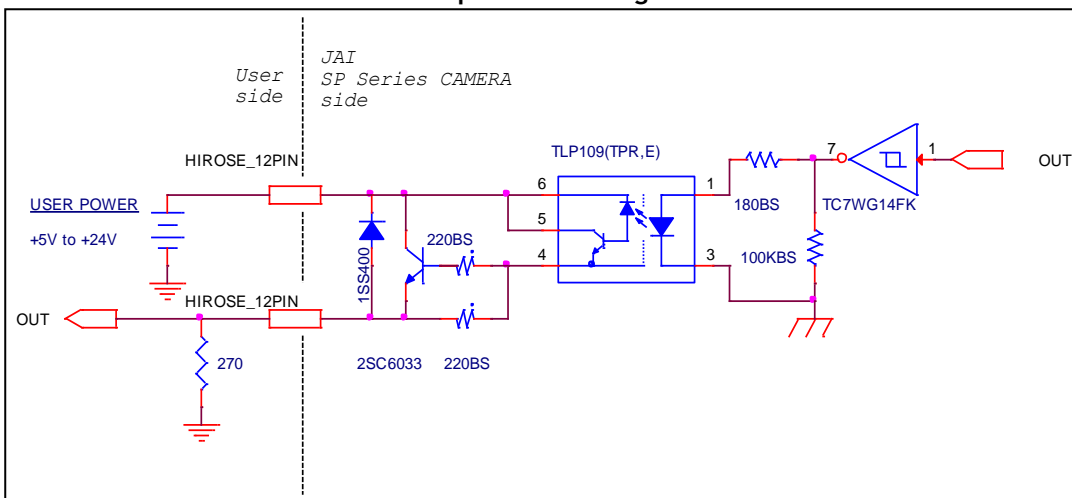 JAI
User SP Series CAMERA
side side
HIROSE_12PIN
TLP109(TPR,E)
7
1
OUT
USER POWER
+5V to +24V
6
1
180BS
TC7WG14FK
5
220BS
4
3
100KBS
1SS400
HIROSE_12PIN
OUT
270
2SC6033
220BS